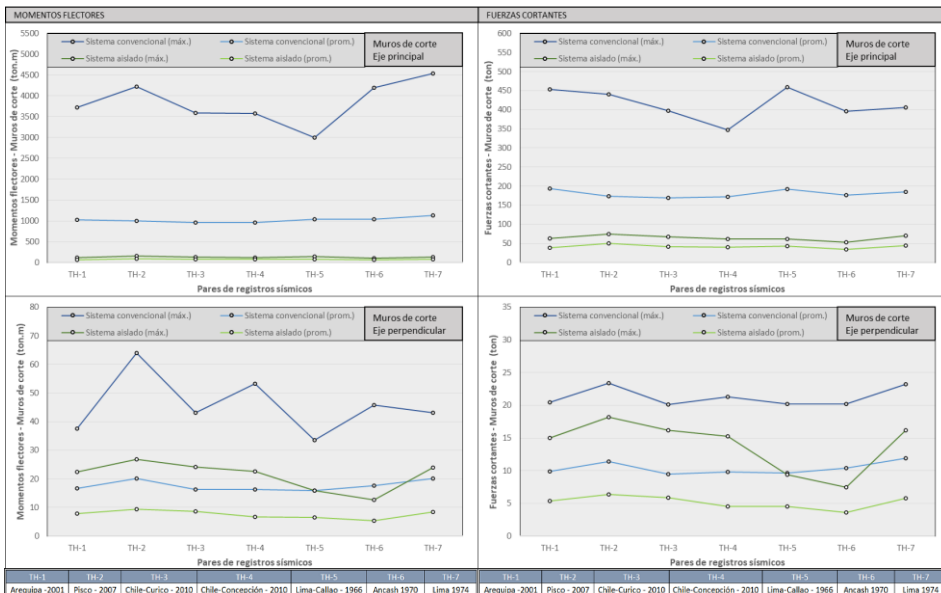 MOMENTOS FLECTORES
FUERZAS CORTANTES
Momentos flectores - Muros de corte (ton.m)
5500
5000
4500
4000
3500
3000
2500
2000
1500
1000
500
0
Sistema convencional (máx.) Sistema convencional (prom.)
Sistema aislado (máx.) Sistema aislado (prom.)
Muros de corte
Eje principal
TH-1 TH-2 TH-3 TH-4 TH-5 TH-6 TH-7
Pares de registros sísmicos
Fuerzas cortantes - Muros de corte (ton)
600
550
500
450
400
350
300
250
200
150
100
50
0
Sistema convencional (máx.) Sistema convencional (prom.)
Sistema aislado (máx.) Sistema aislado (prom.)
Muros de corte
Eje principal
TH-1 TH-2 TH-3 TH-4 TH-5 TH-6 TH-7
Pares de registros sísmicos
Momentos flectores - Muros de corte (ton.m)
80
70
60
50
40
30
20
10
0
Sistema convencional (máx.) Sistema convencional (prom.)
Sistema aislado (máx.) Sistema aislado (prom.)
Muros de corte
Eje perpendicular
TH-1 TH-2 TH-3 TH-4 TH-5 TH-6 TH-7
Pares de registros sísmicos
Fuerzas cortantes - Muros de corte (ton)
35
30
25
20
15
10
5
0
Sistema convencional (máx.) Sistema convencional (prom.)
Sistema aislado (máx.) Sistema aislado (prom.)
Muros de corte
Eje perpendicular
TH-1 TH-2 TH-3 TH-4 TH-5 TH-6 TH-7
Pares de registros sísmicos
TH-1 TH-2 TH-3 TH-4 TH-5 TH-6 TH-7
Arequipa -2001 Pisco - 2007 Chile-Curico - 2010 Chile-Concepción - 2010 Lima-Callao - 1966 Ancash 1970 Lima 1974
TH-1 TH-2 TH-3 TH-4 TH-5 TH-6 TH-7
Arequipa -2001 Pisco - 2007 Chile-Curico - 2010 Chile-Concepción - 2010 Lima-Callao - 1966 Ancash 1970 Lima 1974